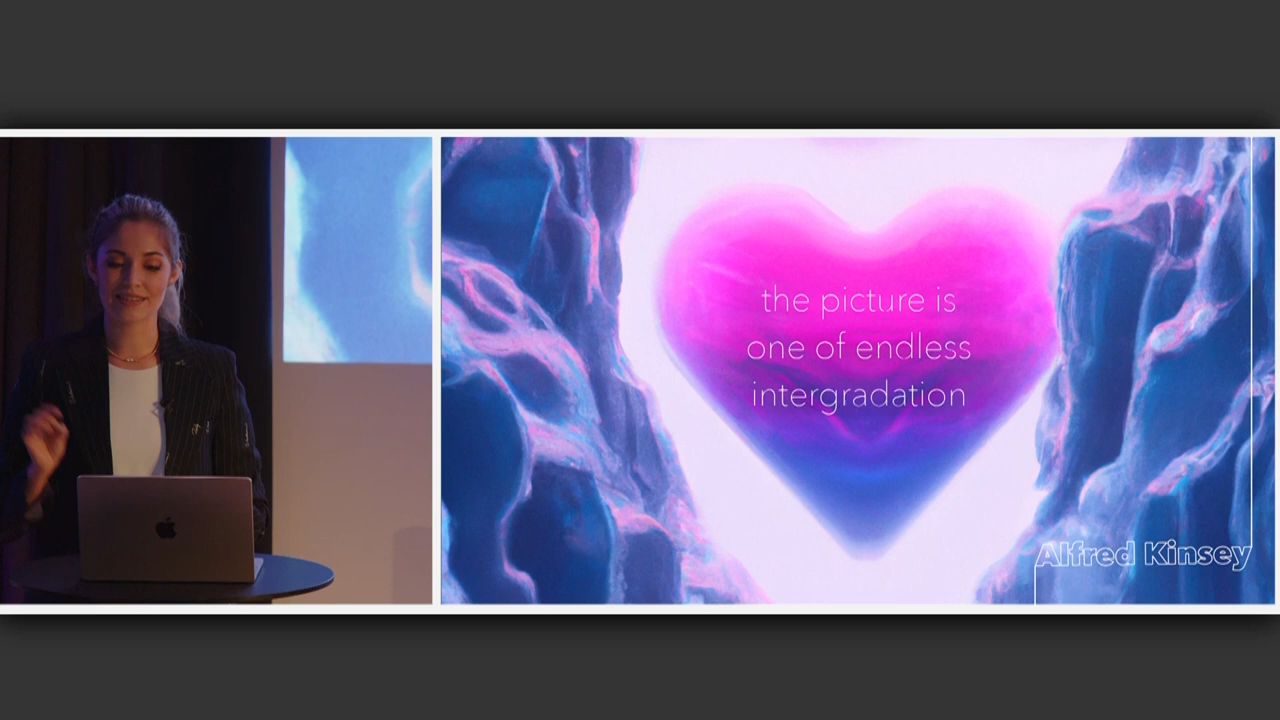 the picture is
one of endless
intergradation
Alfred Kinsey